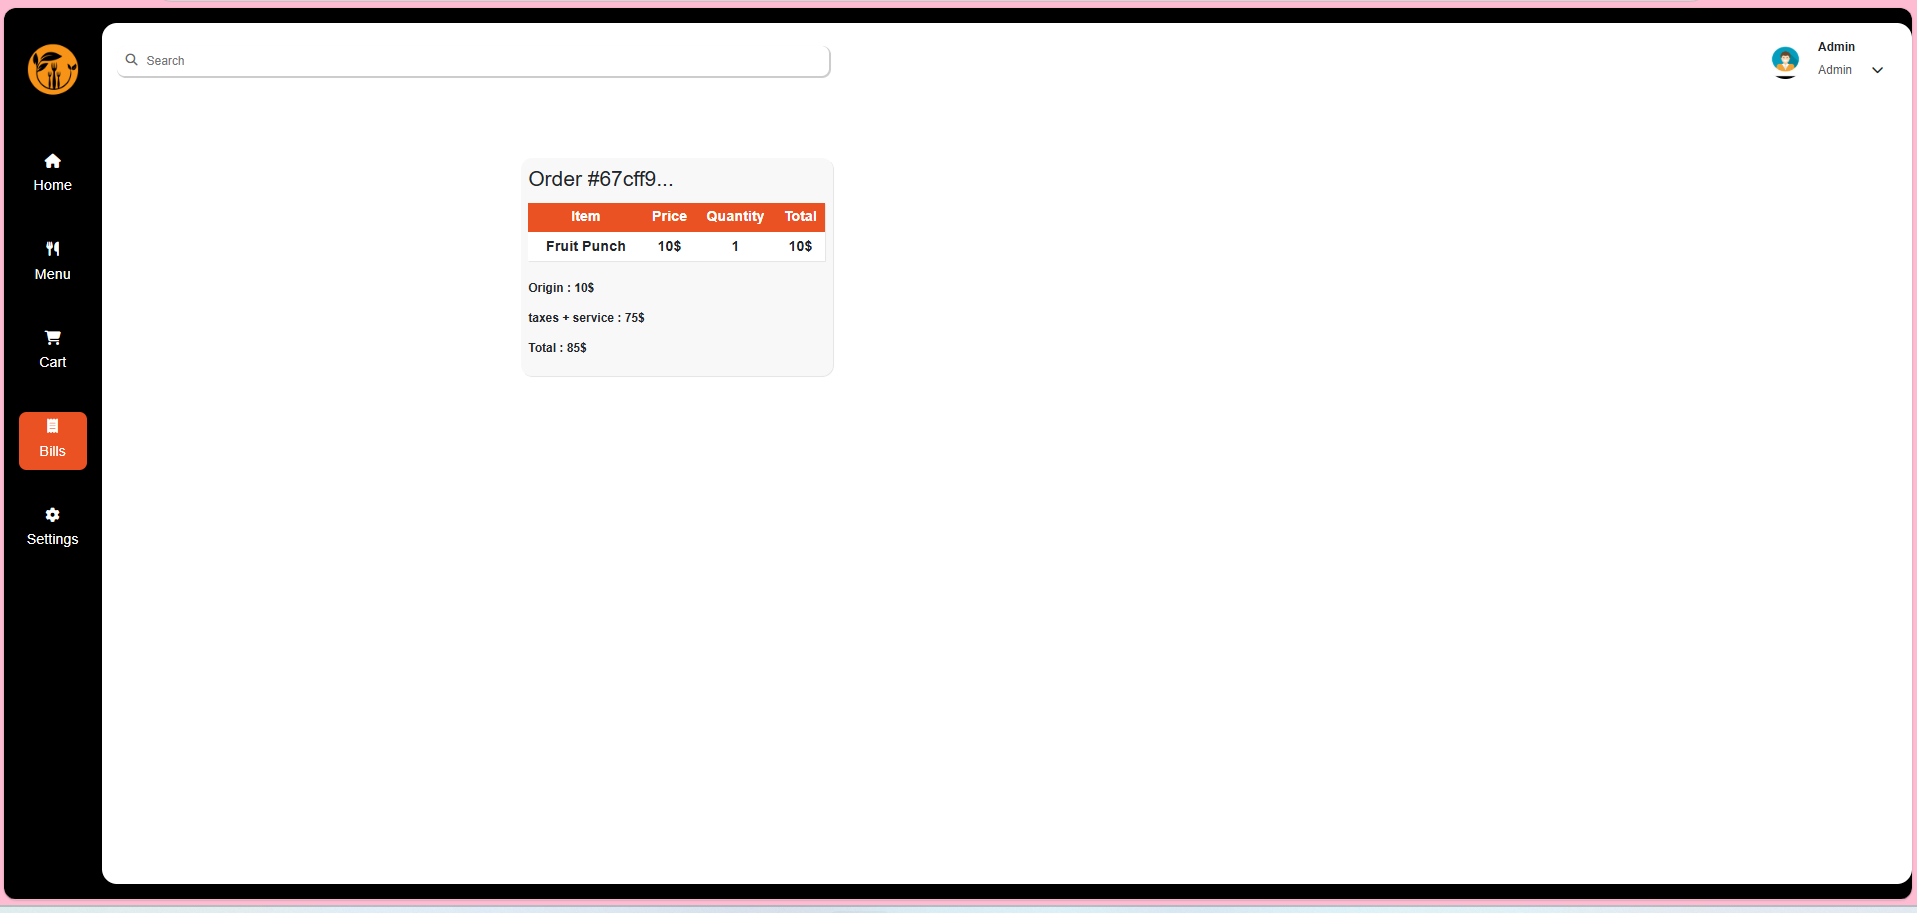 Search
Admin
Admin
Home
Menu
Cart
Bills
Settings
Order #67cff9...
Item Price Quantity Total
Fruit Punch 10$ 1 10$
Origin : 10$
taxes + service : 75$
Total : 85$